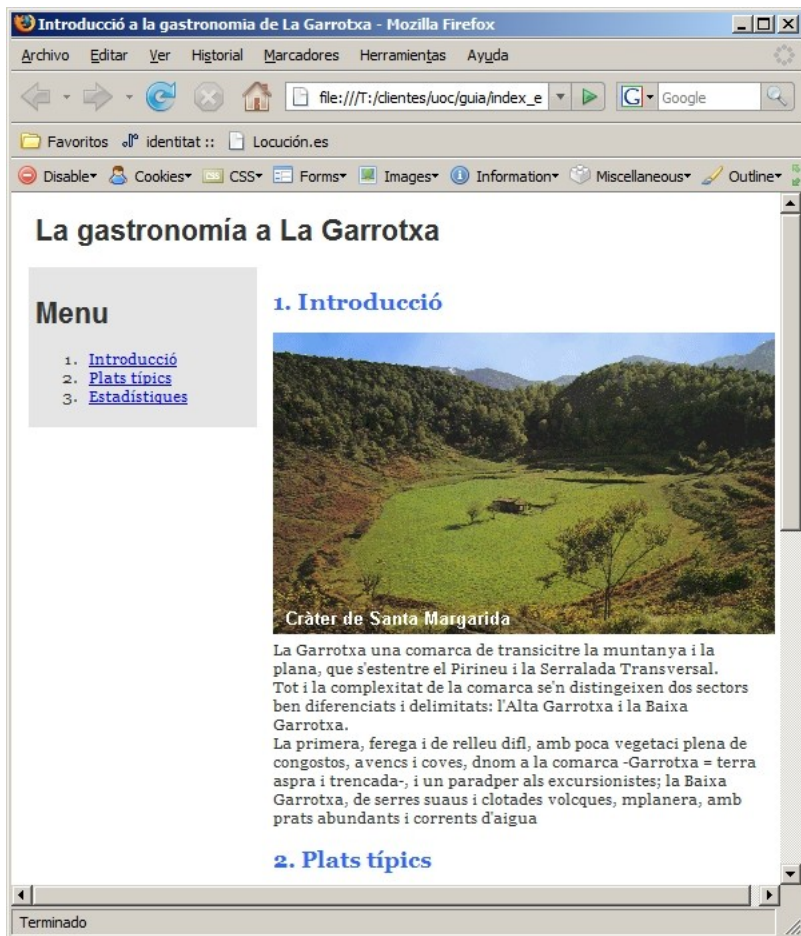 Introducció a la gastronomia de La Garrotxa - Mozilla Firefox
Archivo Editar Ver Historial Marcadores Herramientas Ayuda
file:///T:/clientes/uoc/guia/index_e G Google
Favoritos identitat :: Locución.es
Disable Cookies CSS Forms Images Information Miscellaneous Outline
La gastronomía a La Garrotxa
Menu
1. Introducció
2. Plats típics
3. Estadístiques
1. Introducció
Cràter de Santa Margarida
La Garrotxa una comarca de transicitre la muntanya i la
plana, que s'estentre el Pirineu i la Serralada Transversal.
Tot i la complexitat de la comarca se'n distingeixen dos sectors
ben diferenciats i delimitats: l'Alta Garrotxa i la Baixa
Garrotxa.
La primera, ferega i de relleu difl, amb poca vegetaci plena de
congostos, avencs i coves, dnom a la comarca -Garrotxa = terra
aspra i trencada-, i un paradper als excursionistes; la Baixa
Garrotxa, de serres suaus i clotades volcques, mplanera, amb
prats abundants i corrents d'aigua
2. Plats típics
Terminado